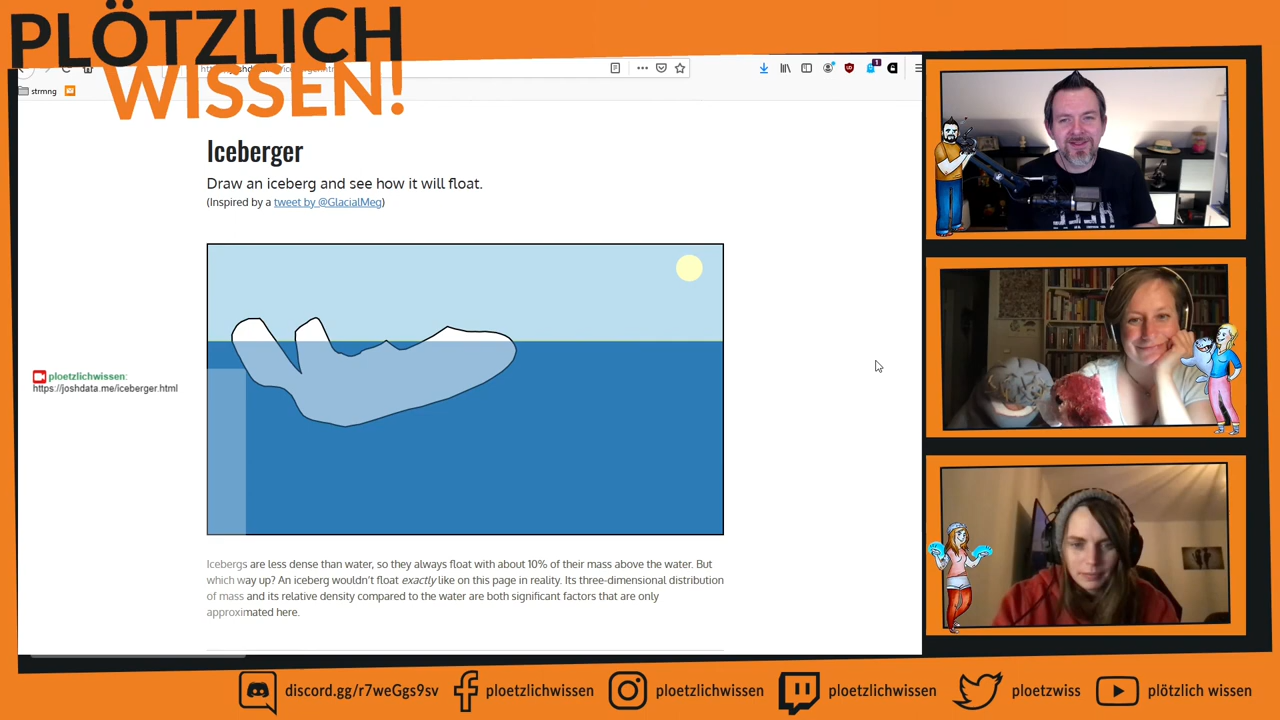 PLÖTZLICH
WISSEN!
strmng
Iceberger
Draw an iceberg and see how it will float.
(Inspired by a tweet by @GlacialMeg)
ploetzlichwissen:
https://joshdata.me/iceberger.html
Icebergs are less dense than water, so they always float with about 10% of their mass above the water. But
which way up? An iceberg wouldn't float exactly like on this page in reality. Its three-dimensional distribution
of mass and its relative density compared to the water are both significant factors that are only
approximated here.
discord.gg/r7weGgs9sv ploetzlichwissen ploetzlichwissen ploetzlichwissen ploetzwiss plötzlich wissen